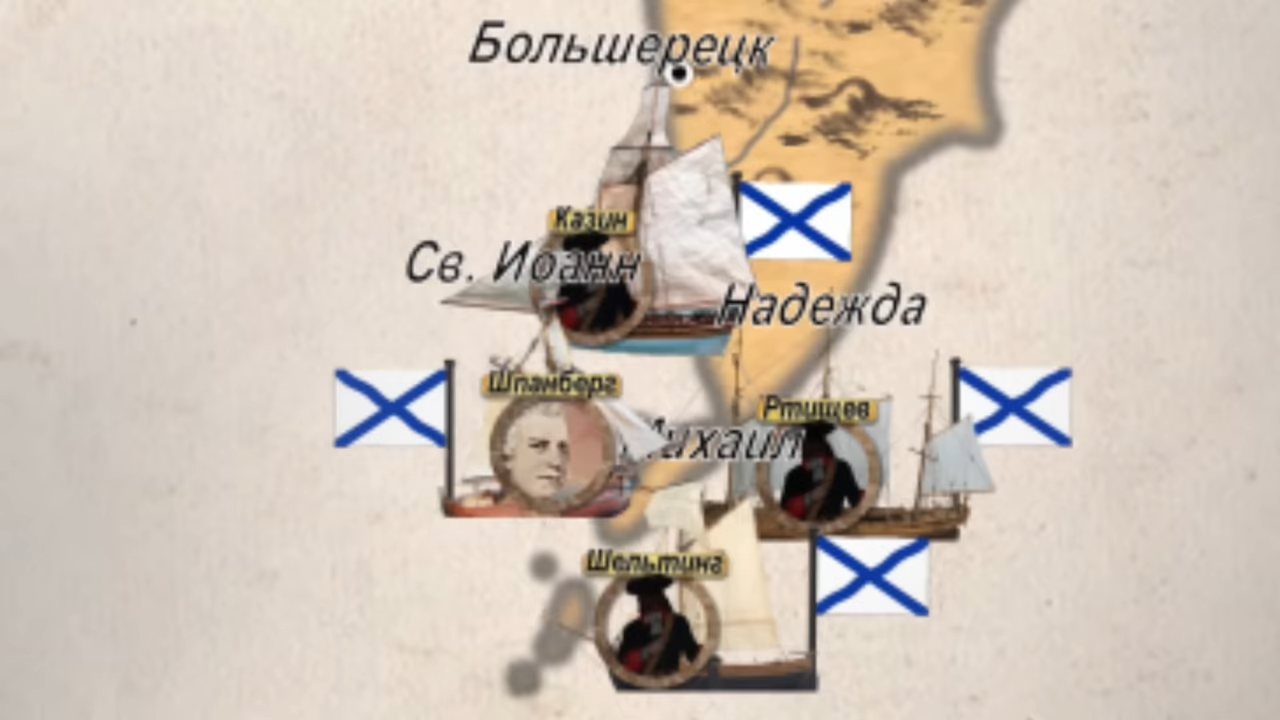 Большерецк
Казин
Св. Иоанн
Надежда
Шпанберг
Ртищев
Михаил
Шельтинг